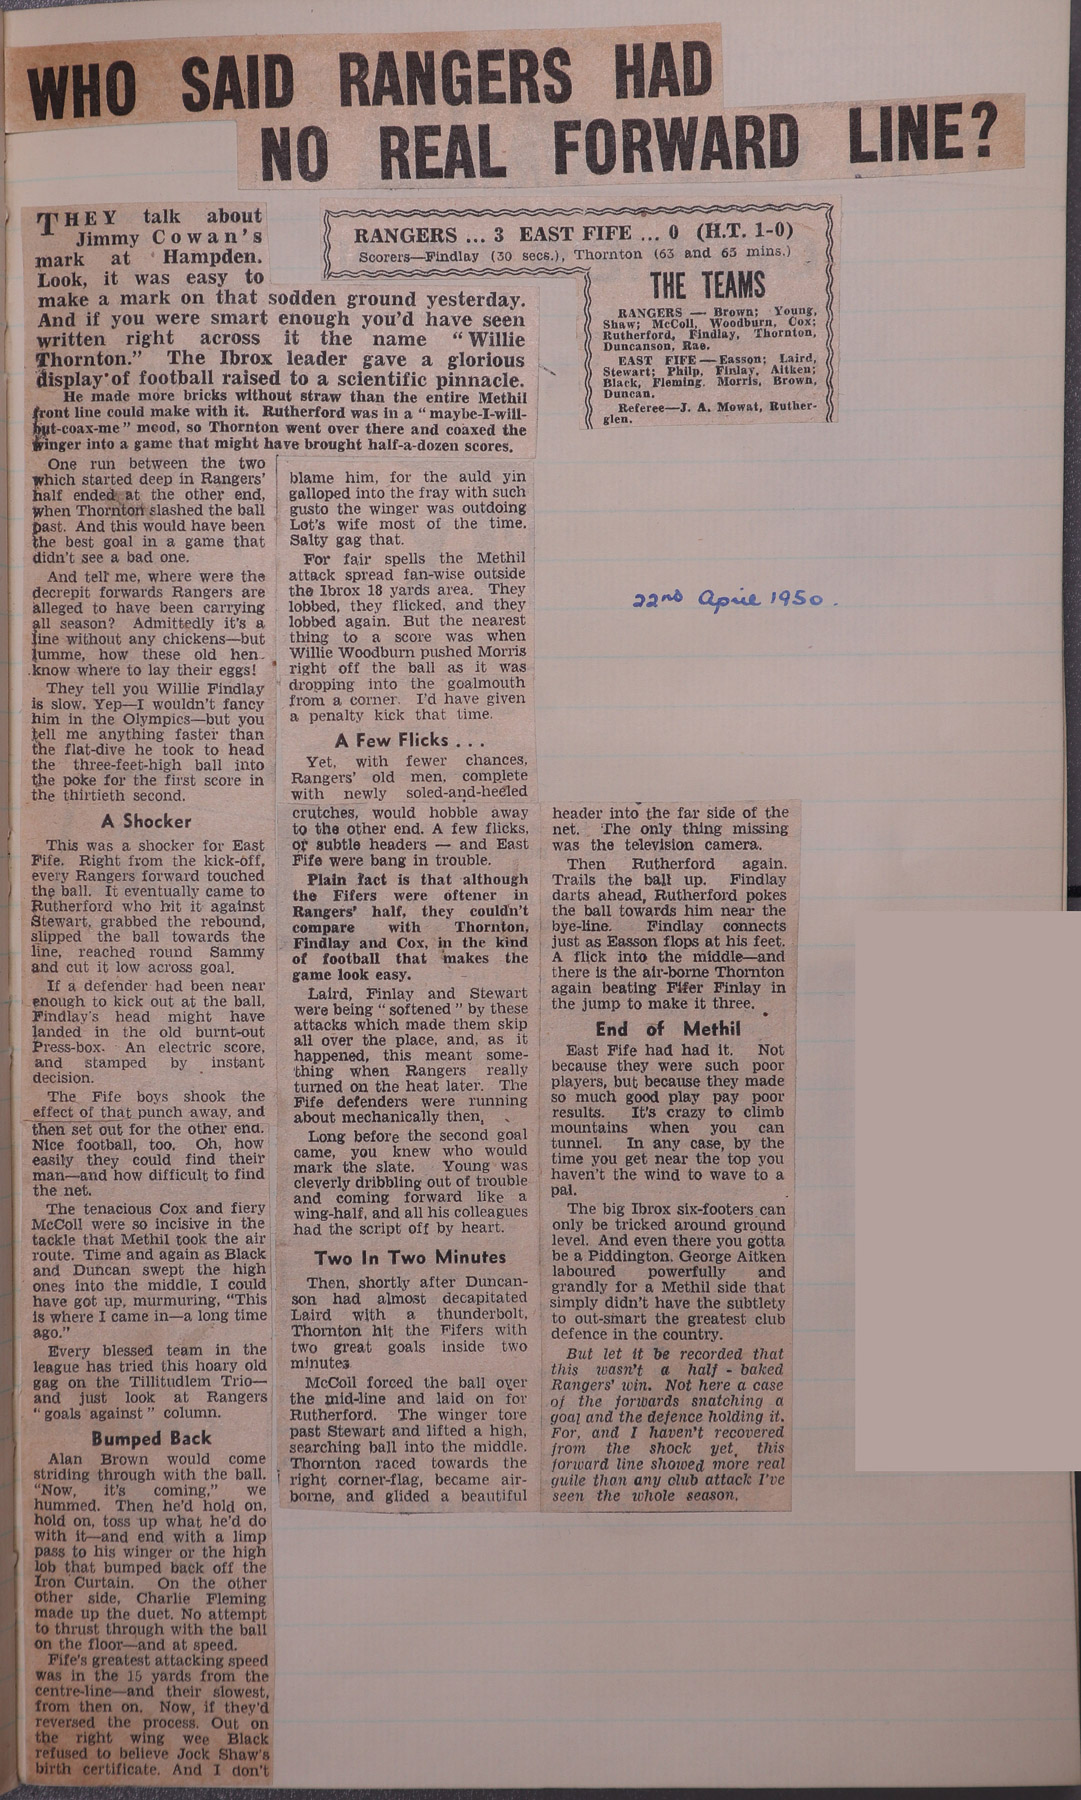 WHO SAID RANGERS HAD
NO REAL FORWARD LINE?
THEY talk about
Jimmy Cowan's
mark at Hampden.
Look, it was easy to
make a mark on that sodden ground yesterday.
And if you were smart enough you'd have seen
written right across it the name "Willie
Thornton." The Ibrox leader gave a glorious
display of football raised to a scientific pinnacle.
He made more bricks without straw than the entire Methil
front line could make with it. Rutherford was in a "maybe-I-will-
but-coax-me" mood, so Thornton went over there and coaxed the
winger into a game that might have brought half-a-dozen scores.
RANGERS ... 3 EAST FIFE ... 0 (H.T. 1-0)
Scorers—Findlay (30 secs.), Thornton (63 and 65 mins.)
THE TEAMS
RANGERS — Brown; Young,
Shaw; McColl, Woodburn, Cox;
Rutherford, Findlay, Thornton,
Duncanson, Rae.
EAST FIFE—Easson; Laird,
Stewart; Philp, Finlay, Aitken;
Black, Fleming, Morris, Brown,
Duncan.
Referee—J. A. Mowat, Ruther-
glen.
22nd April 1950.
One run between the two
which started deep in Rangers'
half ended at the other end,
when Thornton slashed the ball
past. And this would have been
the best goal in a game that
didn't see a bad one.
And tell me, where were the
decrepit forwards Rangers are
alleged to have been carrying
all season? Admittedly it's a
line without any chickens—but
lumme, how these old hen
know where to lay their eggs!
They tell you Willie Findlay
is slow. Yep—I wouldn't fancy
him in the Olympics—but you
tell me anything faster than
the flat-dive he took to head
the three-feet-high ball into
the poke for the first score in
the thirtieth second.
A Shocker
This was a shocker for East
Fife. Right from the kick-off,
every Rangers forward touched
the ball. It eventually came to
Rutherford who hit it against
Stewart, grabbed the rebound,
slipped the ball towards the
line, reached round Sammy
and cut it low across goal.
If a defender had been near
enough to kick out at the ball,
Findlay's head might have
landed in the old burnt-out
Press-box. An electric score,
and stamped by instant
decision.
The Fife boys shook the
effect of that punch away, and
then set out for the other end.
Nice football, too. Oh, how
easily they could find their
man—and how difficult to find
the net.
The tenacious Cox and fiery
McColl were so incisive in the
tackle that Methil took the air
route. Time and again as Black
and Duncan swept the high
ones into the middle, I could
have got up, murmuring, "This
is where I came in—a long time
ago."
Every blessed team in the
league has tried this hoary old
gag on the Tillitudlem Trio—
and just look at Rangers
"goals against" column.
Bumped Back
Alan Brown would come
striding through with the ball.
"Now, it's coming," we
hummed. Then he'd hold on,
hold on, toss up what he'd do
with it—and end with a limp
pass to his winger or the high
lob that bumped back off the
Iron Curtain. On the other
other side, Charlie Fleming
made up the duet. No attempt
to thrust through with the ball
on the floor—and at speed.
Fife's greatest attacking speed
was in the 15 yards from the
centre-line—and their slowest,
from then on. Now, if they'd
reversed the process. Out on
the right wing wee Black
refused to believe Jock Shaw's
birth certificate. And I don't
blame him, for the auld yin
galloped into the fray with such
gusto the winger was outdoing
Lot's wife most of the time.
Salty gag that.
For fair spells the Methil
attack spread fan-wise outside
the Ibrox 18 yards area. They
lobbed, they flicked, and they
lobbed again. But the nearest
thing to a score was when
Willie Woodburn pushed Morris
right off the ball as it was
dropping into the goalmouth
from a corner. I'd have given
a penalty kick that time.
A Few Flicks . . .
Yet, with fewer chances,
Rangers' old men, complete
with newly soled-and-heeled
crutches, would hobble away
to the other end. A few flicks,
or subtle headers — and East
Fife were bang in trouble.
Plain fact is that although
the Fifers were oftener in
Rangers' half, they couldn't
compare with Thornton,
Findlay and Cox, in the kind
of football that makes the
game look easy.
Laird, Finlay and Stewart
were being "softened" by these
attacks which made them skip
all over the place, and, as it
happened, this meant some-
thing when Rangers really
turned on the heat later. The
Fife defenders were running
about mechanically then,
Long before the second goal
came, you knew who would
mark the slate. Young was
cleverly dribbling out of trouble
and coming forward like a
wing-half, and all his colleagues
had the script off by heart.
Two In Two Minutes
Then, shortly after Duncan-
son had almost decapitated
Laird with a thunderbolt,
Thornton hit the Fifers with
two great goals inside two
minutes
McColl forced the ball over
the mid-line and laid on for
Rutherford. The winger tore
past Stewart and lifted a high,
searching ball into the middle.
Thornton raced towards the
right corner-flag, became air-
borne, and glided a beautiful
header into the far side of the
net. The only thing missing
was the television camera.
Then Rutherford again.
Trails the ball up. Findlay
darts ahead, Rutherford pokes
the ball towards him near the
bye-line. Findlay connects
just as Easson flops at his feet.
A flick into the middle—and
there is the air-borne Thornton
again beating Fifer Finlay in
the jump to make it three.
End of Methil
East Fife had had it. Not
because they were such poor
players, but because they made
so much good play pay poor
results. It's crazy to climb
mountains when you can
tunnel. In any case, by the
time you get near the top you
haven't the wind to wave to a
pal.
The big Ibrox six-footers can
only be tricked around ground
level. And even there you gotta
be a Piddington. George Aitken
laboured powerfully and
grandly for a Methil side that
simply didn't have the subtlety
to out-smart the greatest club
defence in the country.
But let it be recorded that
this wasn't a half-baked
Rangers' win. Not here a case
of the forwards snatching a
goal and the defence holding it.
For, and I haven't recovered
from the shock yet, this
forward line showed more real
guile than any club attack I've
seen the whole season.